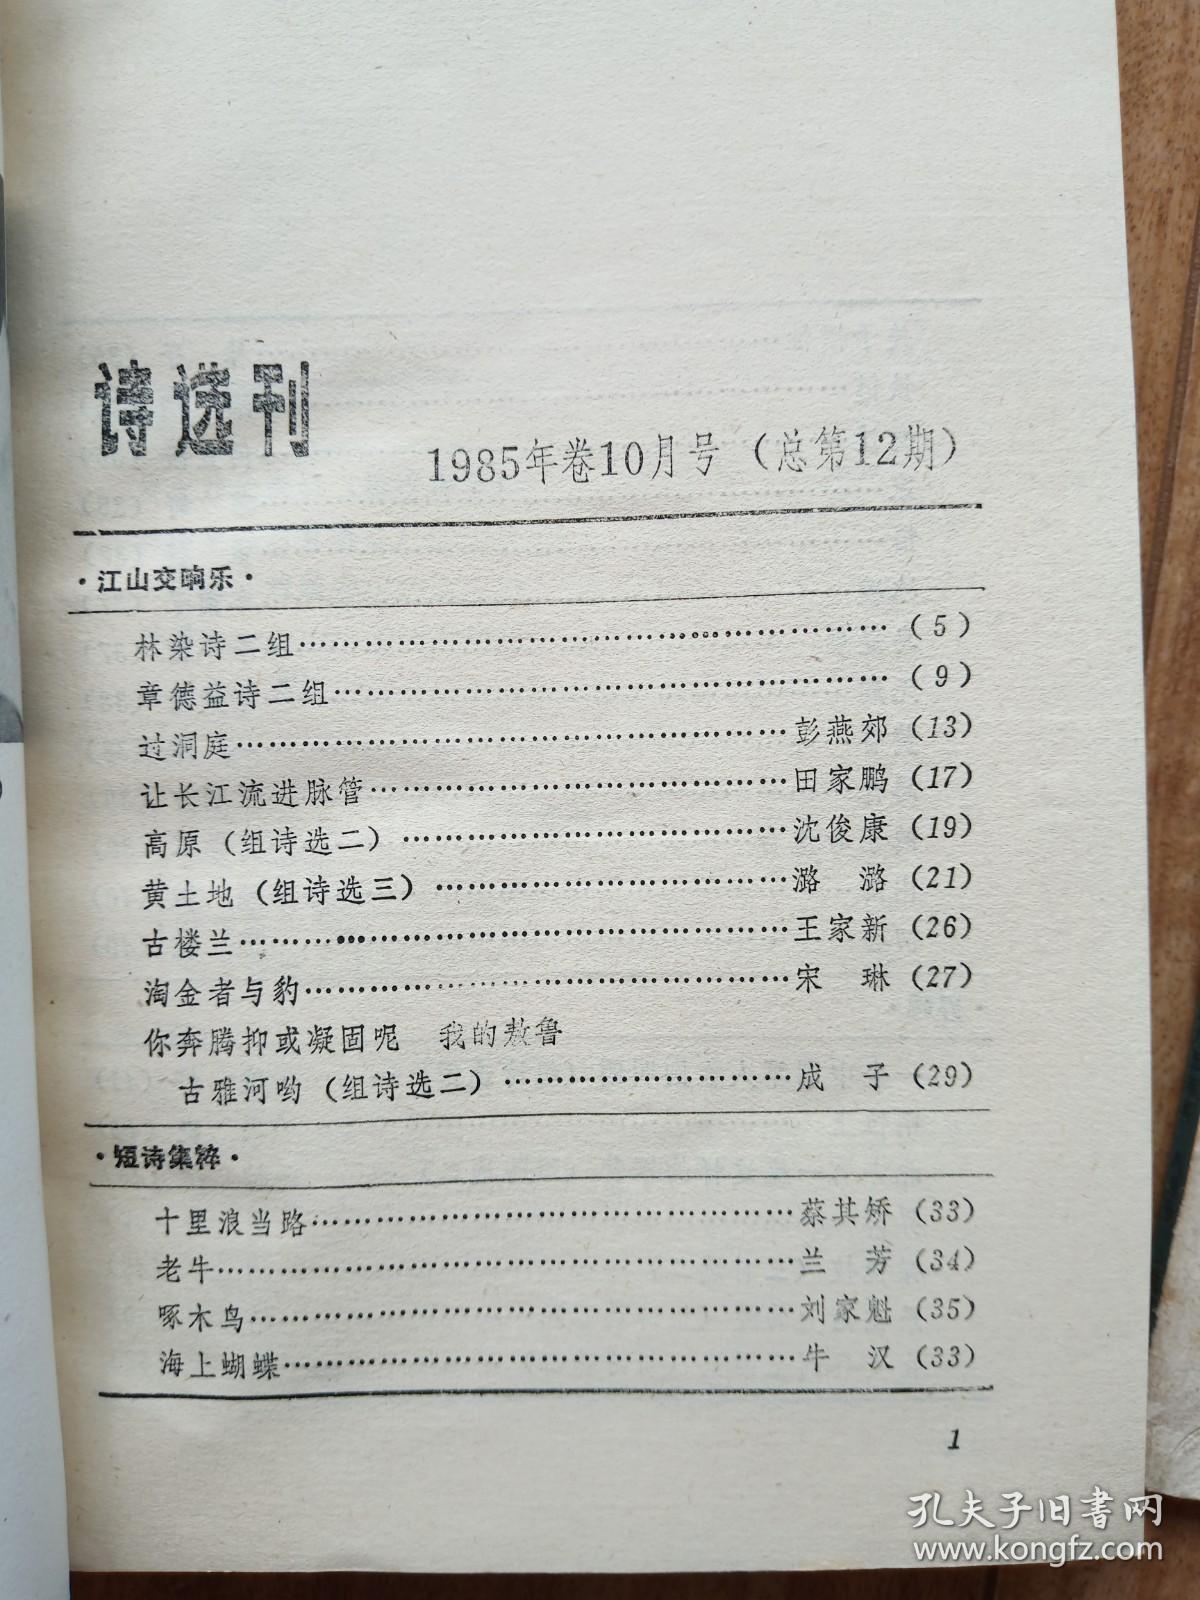 诗选刊
1985年卷10月号（总第12期）
·江山交响乐·
林染诗二组……………………………………………（5）
章德益诗二组…………………………………………（9）
过洞庭……………………………………………彭燕郊（13）
让长江流进脉管…………………………………田家鹏（17）
高原（组诗选二）………………………………沈俊康（19）
黄土地（组诗选三）……………………………潞　潞（21）
古楼兰……………………………………………王家新（26）
淘金者与豹………………………………………宋　琳（27）
你奔腾抑或凝固呢　我的敖鲁
古雅河哟（组诗选二）…………………………成　子（29）
·短诗集粹·
十里浪当路………………………………………蔡其矫（33）
老牛………………………………………………兰　芳（34）
啄木鸟……………………………………………刘家魁（35）
海上蝴蝶…………………………………………牛　汉（33）
1
孔夫子旧书网
www.kongfz.com